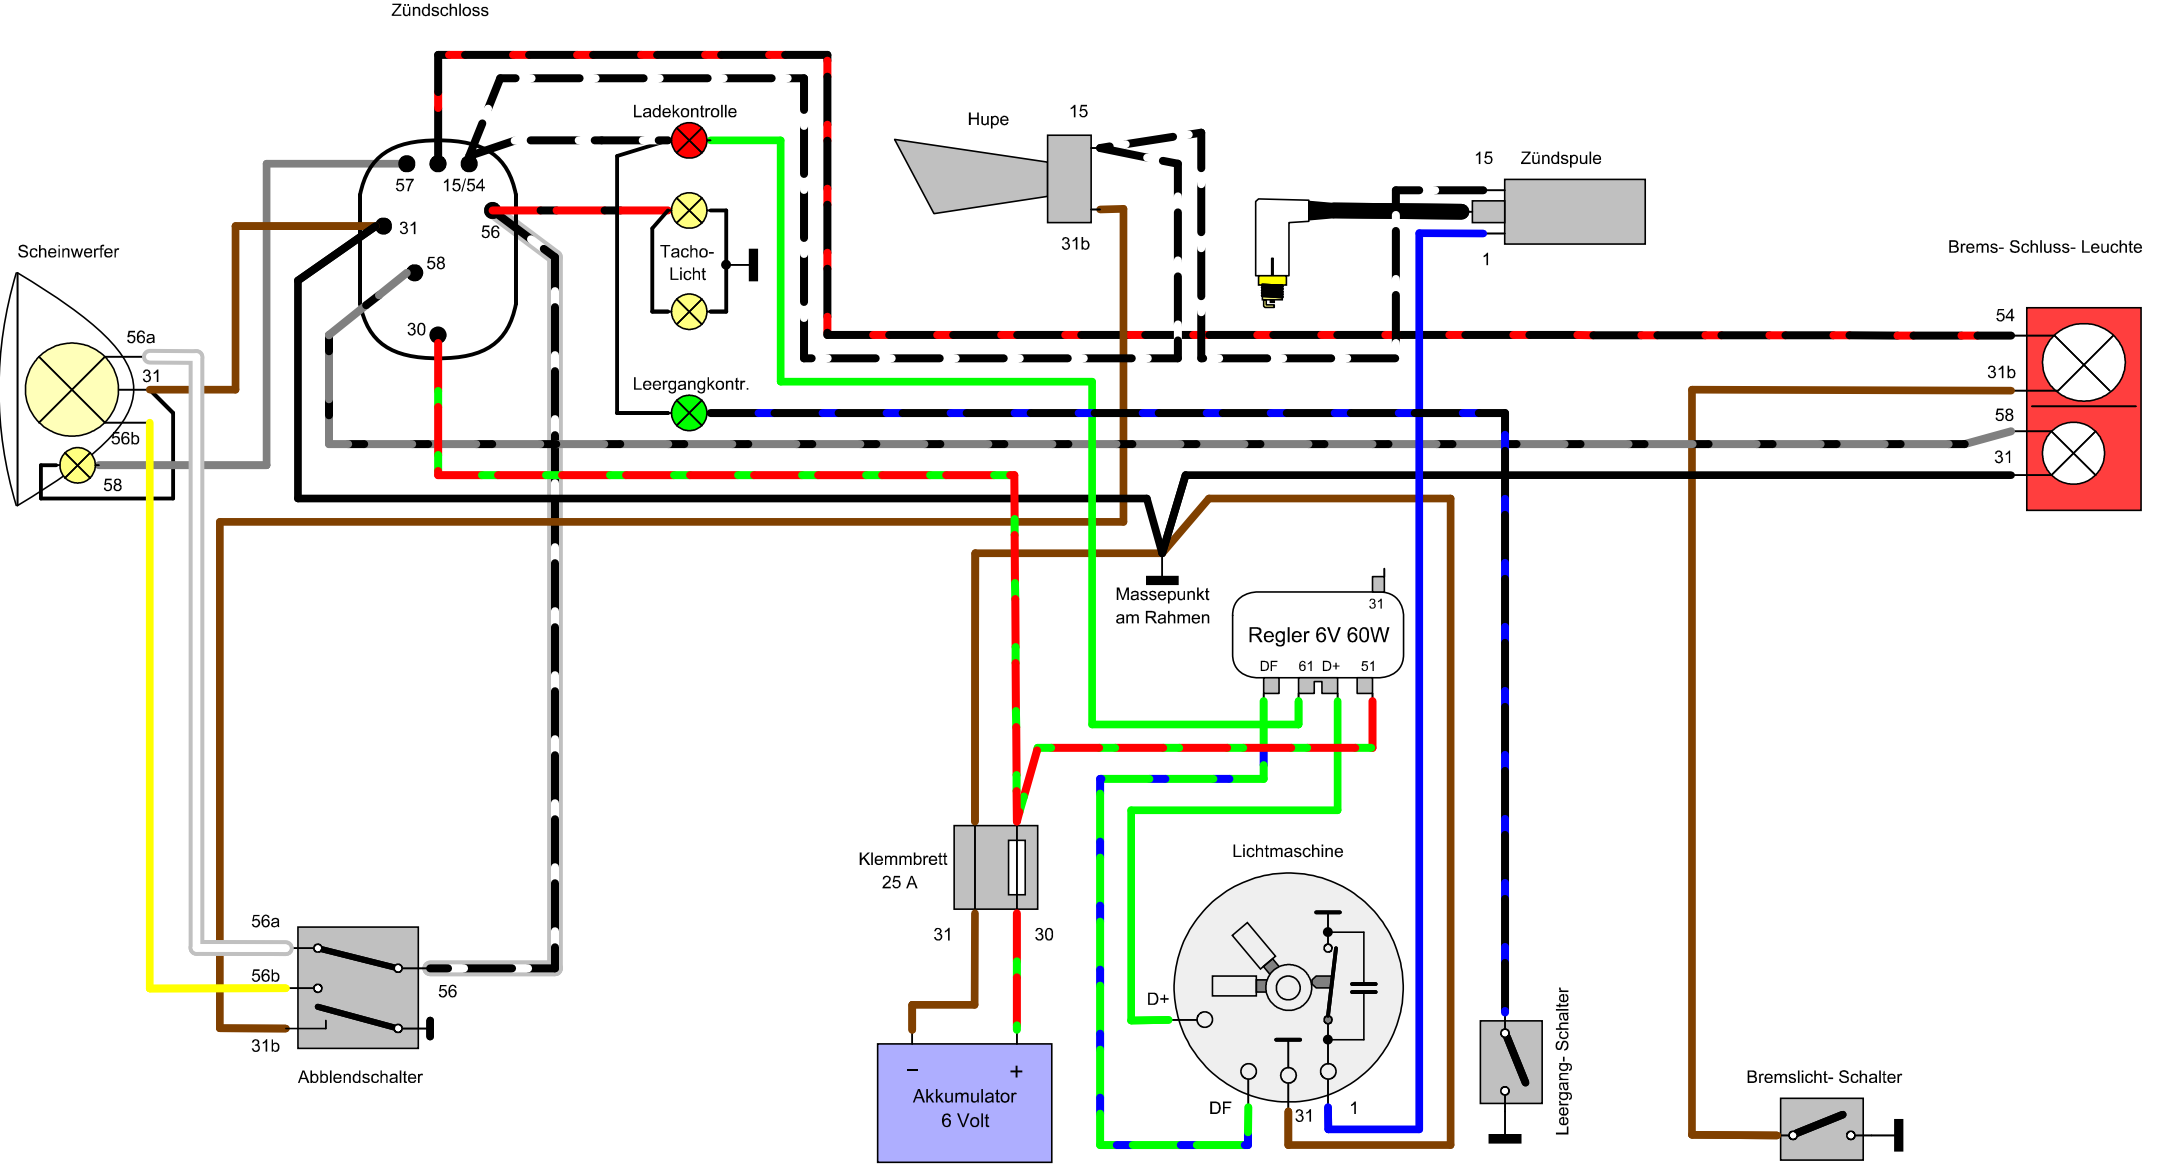 Zündschloss
Ladekontrolle
Hupe
15
15
Zündspule
57
15/54
31
56
31b
1
Scheinwerfer
58
Tacho-
Licht
Brems- Schluss- Leuchte
30
54
56a
31
Leergangkontr.
31b
56b
58
58
31
Massepunkt
am Rahmen
31
Regler 6V 60W
DF
61
D+
51
Klemmbrett
25 A
Lichtmaschine
56a
31
30
56b
56
D+
31b
Abblendschalter
−
+
Akkumulator
6 Volt
DF
31
1
Leergang- Schalter
Bremslicht- Schalter